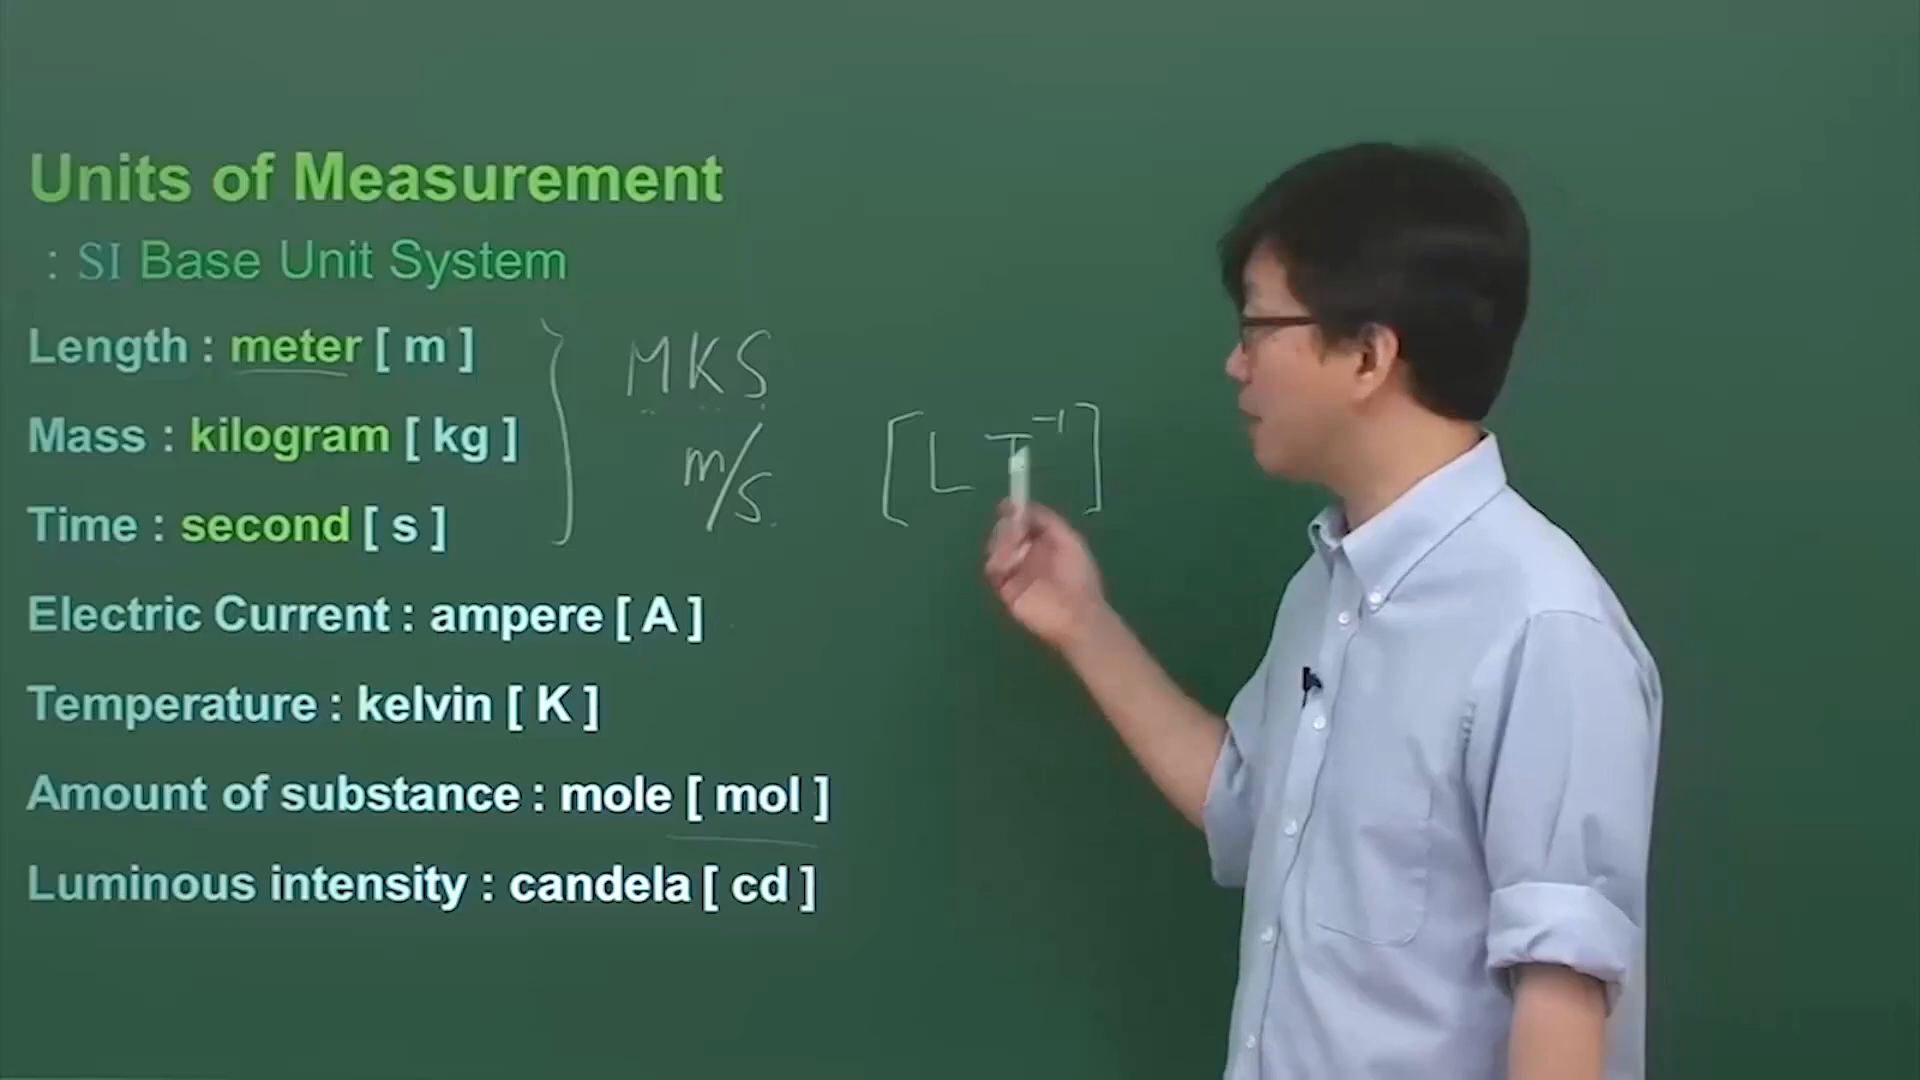 Units of Measurement
: SI Base Unit System
Length : meter [ m ]
Mass : kilogram [ kg ]
Time : second [ s ]
Electric Current : ampere [ A ]
Temperature : kelvin [ K ]
Amount of substance : mole [ mol ]
Luminous intensity : candela [ cd ]
MKS
m/s
[LT⁻¹]